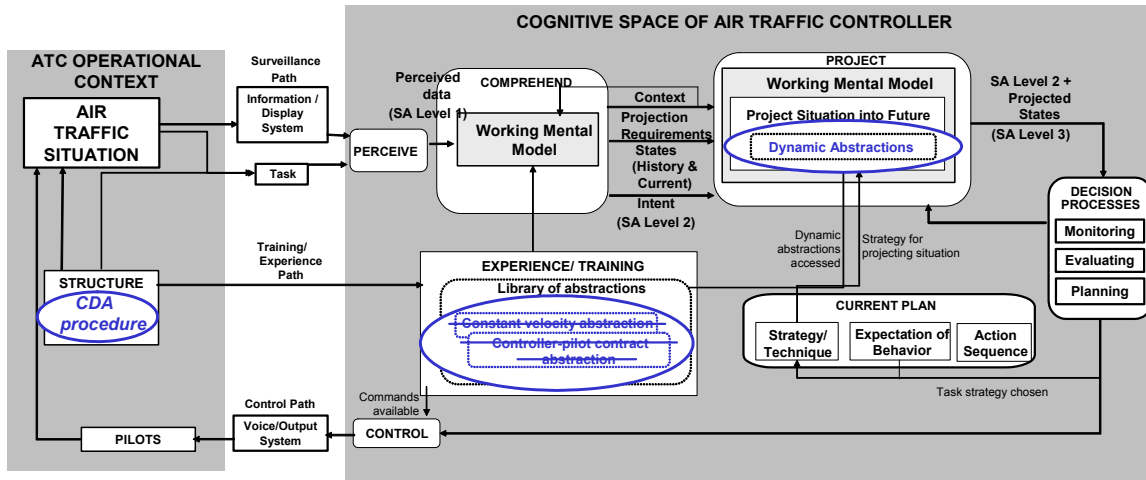 COGNITIVE SPACE OF AIR TRAFFIC CONTROLLER
ATC OPERATIONAL
CONTEXT
AIR
TRAFFIC
SITUATION
STRUCTURE
CDA
procedure
PILOTS
Surveillance
Path
Information /
Display
System
Task
Training/
Experience
Path
Control Path
Voice/Output
System
PERCEIVE
Perceived
data
(SA Level 1)
COMPREHEND
Working Mental
Model
Context
Projection
Requirements
States
(History &
Current)
Intent
(SA Level 2)
PROJECT
Working Mental Model
Project Situation into Future
Dynamic Abstractions
SA Level 2 +
Projected
States
(SA Level 3)
DECISION
PROCESSES
Monitoring
Evaluating
Planning
Dynamic
abstractions
accessed
Strategy for
projecting situation
EXPERIENCE/ TRAINING
Library of abstractions
Constant velocity abstraction
Controller-pilot contract
abstraction
CURRENT PLAN
Strategy/
Technique
Expectation of
Behavior
Action
Sequence
Task strategy chosen
Commands
available
CONTROL